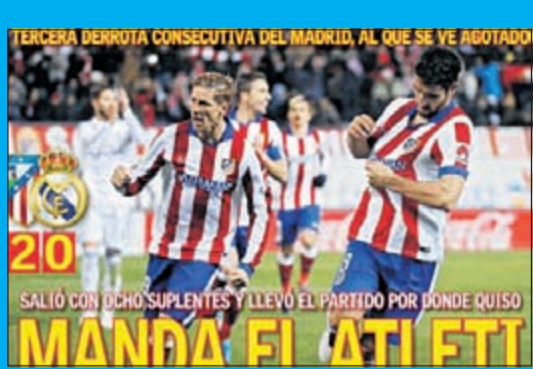 TERCERA DERROTA CONSECUTIVA DEL MADRID, AL QUE SE VE AGOTADO
2 0
SALIÓ CON OCHO SUPLENTES Y LLEVÓ EL PARTIDO POR DONDE QUISO
MANDA EL ATLETI